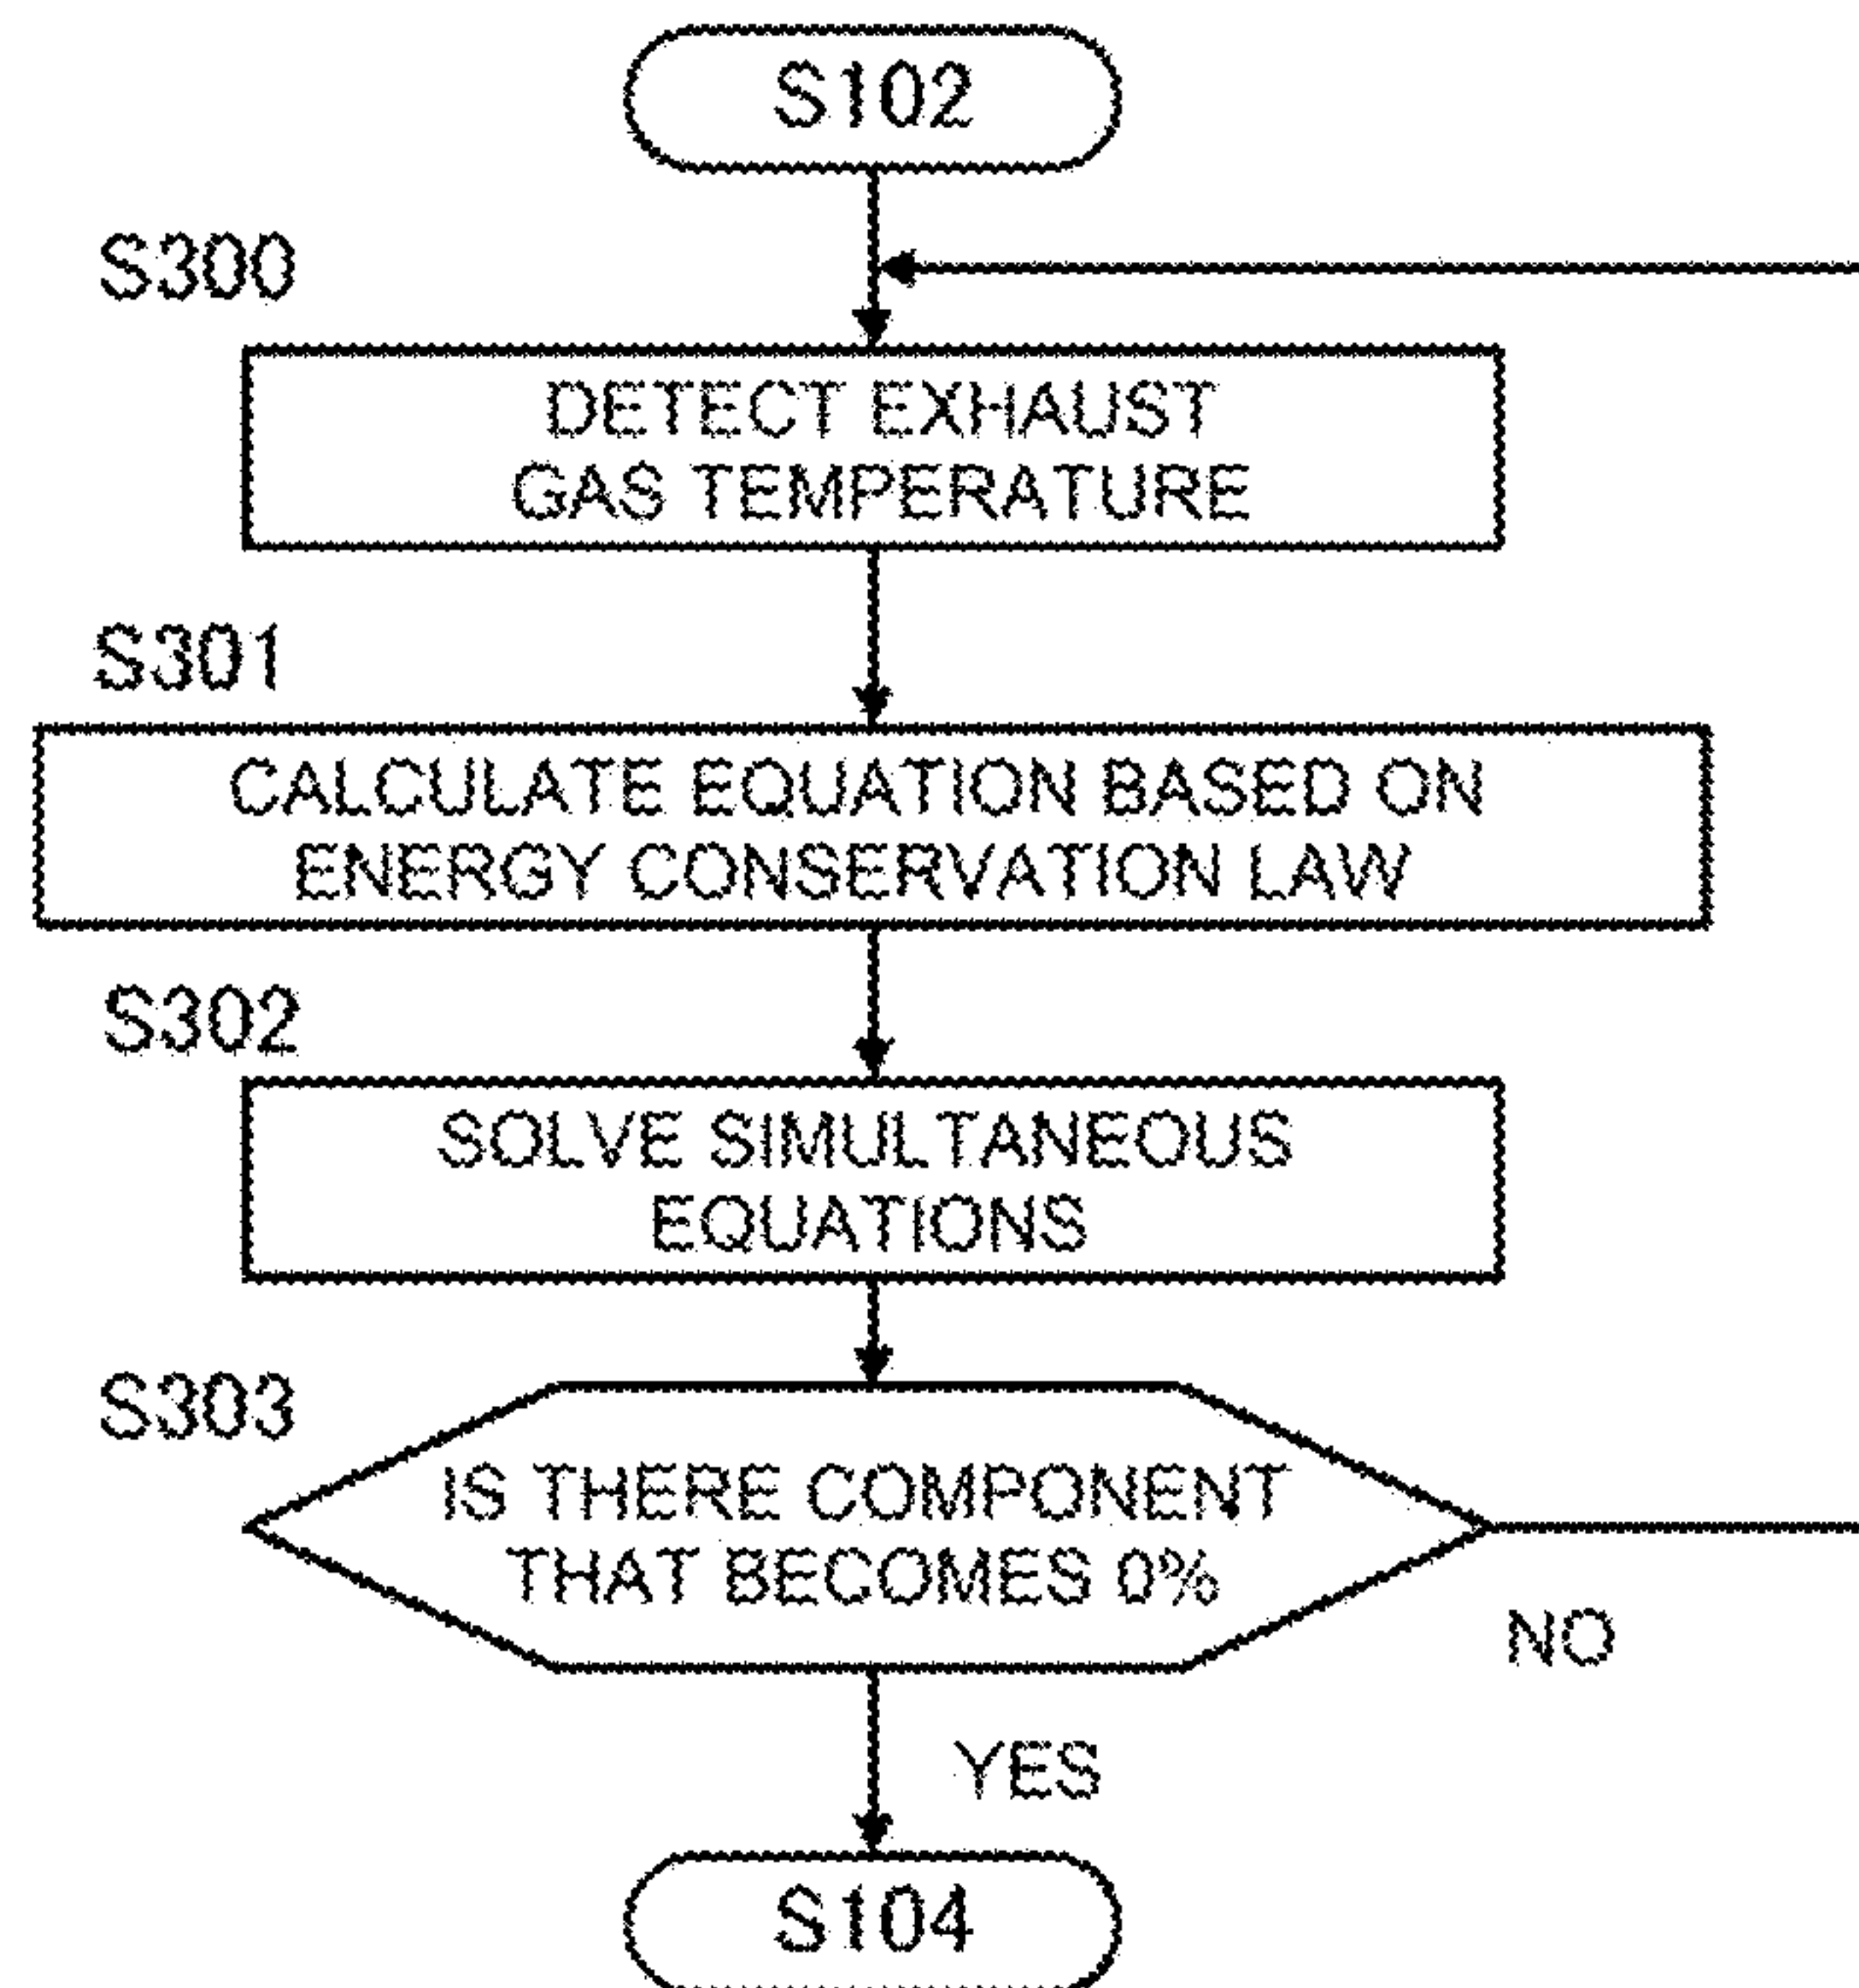 S102
S300
DETECT EXHAUST
GAS TEMPERATURE
S301
CALCULATE EQUATION BASED ON
ENERGY CONSERVATION LAW
S302
SOLVE SIMULTANEOUS
EQUATIONS
S303
IS THERE COMPONENT
THAT BECOMES 0%
NO
YES
S104